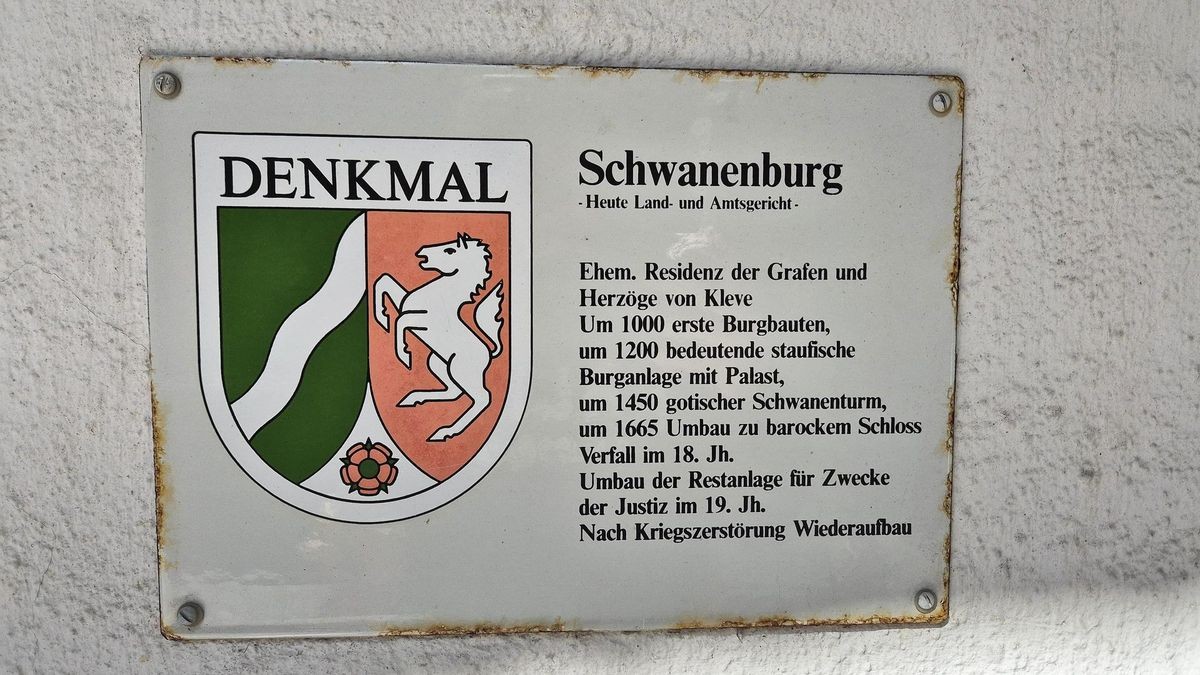 DENKMAL
Schwanenburg
- Heute Land- und Amtsgericht -
Ehem. Residenz der Grafen und
Herzöge von Kleve
Um 1000 erste Burgbauten,
um 1200 bedeutende staufische
Burganlage mit Palast,
um 1450 gotischer Schwanenturm,
um 1665 Umbau zu barockem Schloss
Verfall im 18. Jh.
Umbau der Restanlage für Zwecke
der Justiz im 19. Jh.
Nach Kriegszerstörung Wiederaufbau